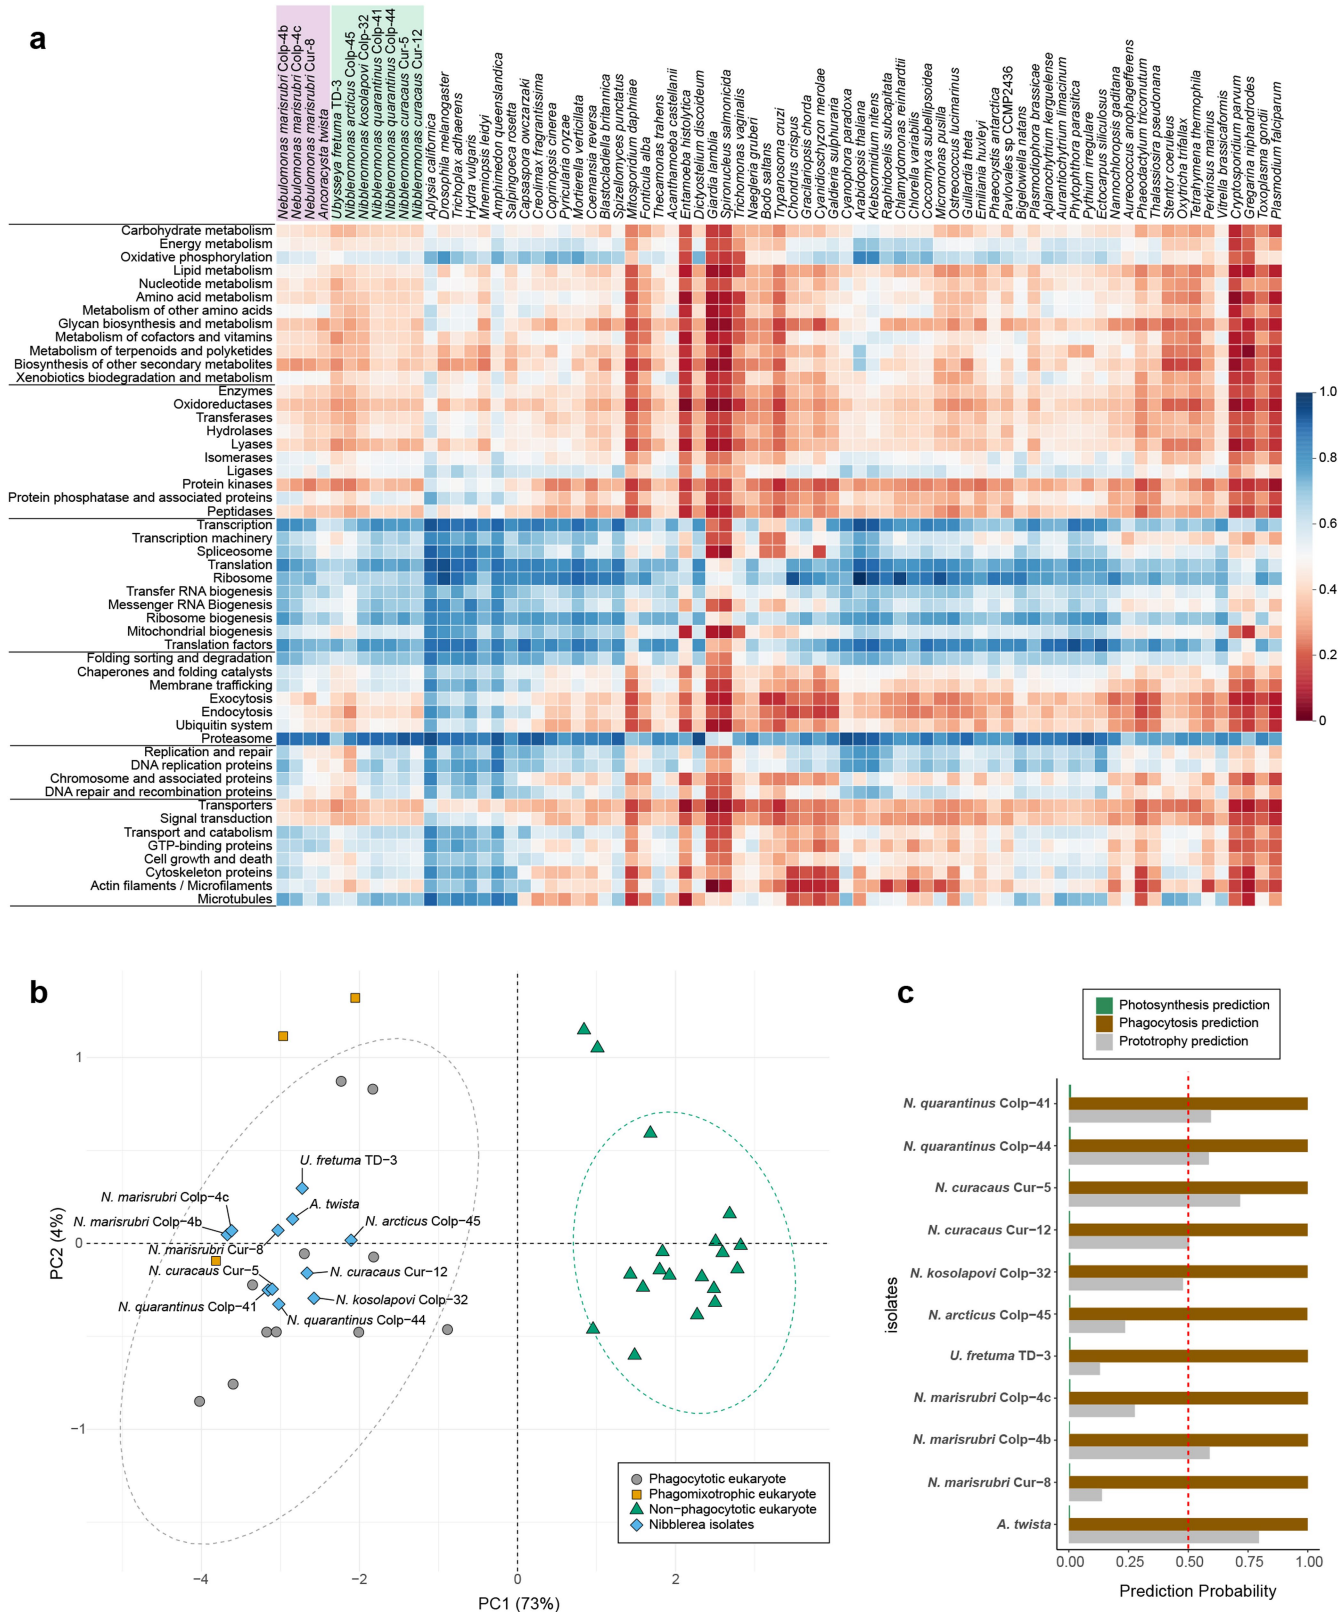 a
Nebulomonas marisrubri Colp-4b
Nebulomonas marisrubri Colp-4c
Nebulomonas marisrubri Cur-8
Ancoracysta twista
Ubysseya fretuma TD-3
Nibbleromonas arcticus Colp-45
Nibbleromonas kosolapovi Colp-32
Nibbleromonas quarantinus Colp-41
Nibbleromonas quarantinus Colp-44
Nibbleromonas curacaus Cur-5
Nibbleromonas curacaus Cur-12
Aplysia californica
Drosophila melanogaster
Trichoplax adhaerens
Hydra vulgaris
Mnemiopsis leidyi
Amphimedon queenslandica
Salpingoeca rosetta
Capsaspora owczarzaki
Creolimax fragrantissima
Coprinopsis cinerea
Pyricularia oryzae
Mortierella verticillata
Coemansia reversa
Blastocladiella britannica
Spizellomyces punctatus
Mitosporidium daphniae
Fonticula alba
Thecamonas trahens
Acanthamoeba castellanii
Entamoeba histolytica
Dictyostelium discoideum
Giardia lamblia
Spironucleus salmonicida
Trichomonas vaginalis
Naegleria gruberi
Bodo saltans
Trypanosoma cruzi
Chondrus crispus
Gracilariopsis chorda
Cyanidioschyzon merolae
Galdieria sulphuraria
Cyanophora paradoxa
Arabidopsis thaliana
Klebsormidium nitens
Raphidocelis subcapitata
Chlamydomonas reinhardtii
Chlorella variabilis
Coccomyxa subellipsoidea
Micromonas pusilla
Ostreococcus lucimarinus
Guillardia theta
Emiliania huxleyi
Phaeocystis antarctica
Pavlovales sp CCMP2436
Bigelowiella natans
Plasmodiophora brassicae
Aplanochytrium kerguelense
Aurantiochytrium limacinum
Phytophthora parasitica
Pythium irregulare
Ectocarpus siliculosus
Nannochloropsis gaditana
Aureococcus anophagefferens
Phaeodactylum tricornutum
Thalassiosira pseudonana
Stentor coeruleus
Oxytricha trifallax
Tetrahymena thermophila
Perkinsus marinus
Vitrella brassicaformis
Cryptosporidium parvum
Gregarina niphandrodes
Toxoplasma gondii
Plasmodium falciparum
Carbohydrate metabolism
Energy metabolism
Oxidative phosphorylation
Lipid metabolism
Nucleotide metabolism
Amino acid metabolism
Metabolism of other amino acids
Glycan biosynthesis and metabolism
Metabolism of cofactors and vitamins
Metabolism of terpenoids and polyketides
Biosynthesis of other secondary metabolites
Xenobiotics biodegradation and metabolism
Enzymes
Oxidoreductases
Transferases
Hydrolases
Lyases
Isomerases
Ligases
Protein kinases
Protein phosphatase and associated proteins
Peptidases
Transcription
Transcription machinery
Spliceosome
Translation
Ribosome
Transfer RNA biogenesis
Messenger RNA Biogenesis
Ribosome biogenesis
Mitochondrial biogenesis
Translation factors
Folding sorting and degradation
Chaperones and folding catalysts
Membrane trafficking
Exocytosis
Endocytosis
Ubiquitin system
Proteasome
Replication and repair
DNA replication proteins
Chromosome and associated proteins
DNA repair and recombination proteins
Transporters
Signal transduction
Transport and catabolism
GTP-binding proteins
Cell growth and death
Cytoskeleton proteins
Actin filaments / Microfilaments
Microtubules
1.0
0.8
0.6
0.4
0.2
0
b
1
0
−1
PC2 (4%)
U. fretuma TD−3
N. marisrubri Colp−4c
A. twista
N. marisrubri Colp−4b
N. arcticus Colp−45
N. marisrubri Cur−8
N. curacaus Cur−5
N. curacaus Cur−12
N. quarantinus Colp−41
N. kosolapovi Colp−32
N. quarantinus Colp−44
Phagocytotic eukaryote
Phagomixotrophic eukaryote
Non−phagocytotic eukaryote
Nibblerea isolates
−4
−2
0
2
PC1 (73%)
c
Photosynthesis prediction
Phagocytosis prediction
Prototrophy prediction
isolates
N. quarantinus Colp−41
N. quarantinus Colp−44
N. curacaus Cur−5
N. curacaus Cur−12
N. kosolapovi Colp−32
N. arcticus Colp−45
U. fretuma TD−3
N. marisrubri Colp−4c
N. marisrubri Colp−4b
N. marisrubri Cur−8
A. twista
0.00 0.25 0.50 0.75 1.00
Prediction Probability